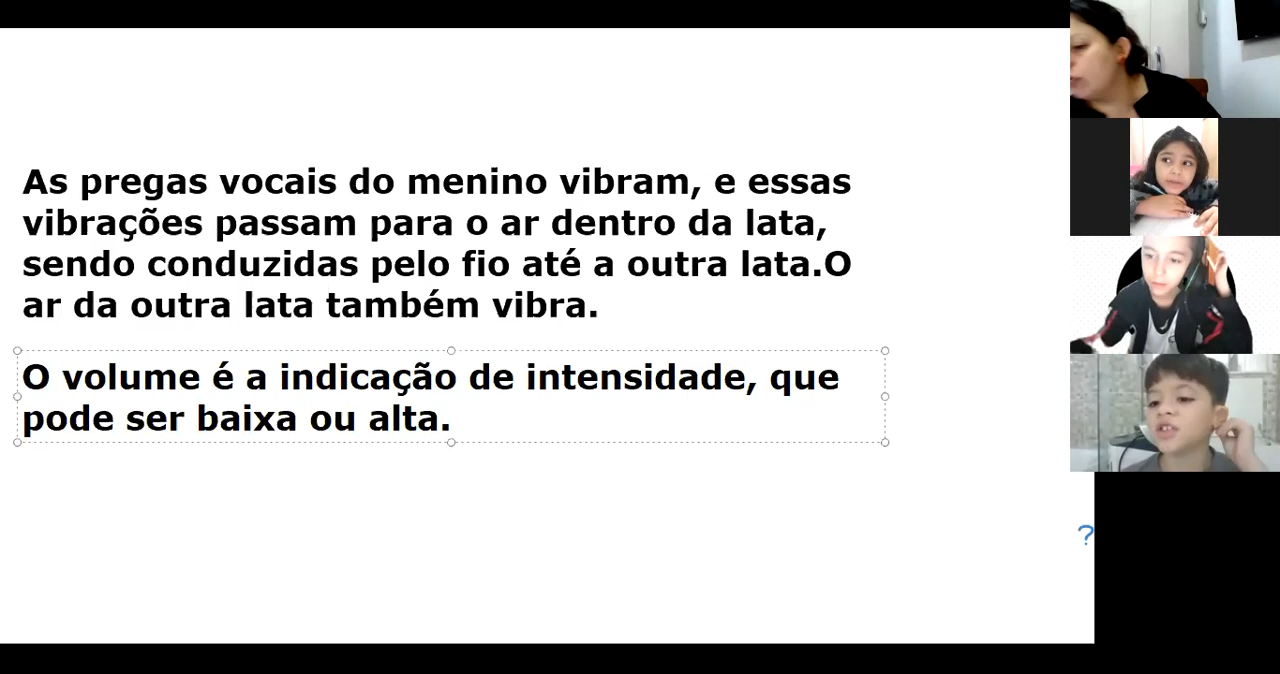 As pregas vocais do menino vibram, e essas
vibrações passam para o ar dentro da lata,
sendo conduzidas pelo fio até a outra lata.O
ar da outra lata também vibra.
O volume é a indicação de intensidade, que
pode ser baixa ou alta.
?